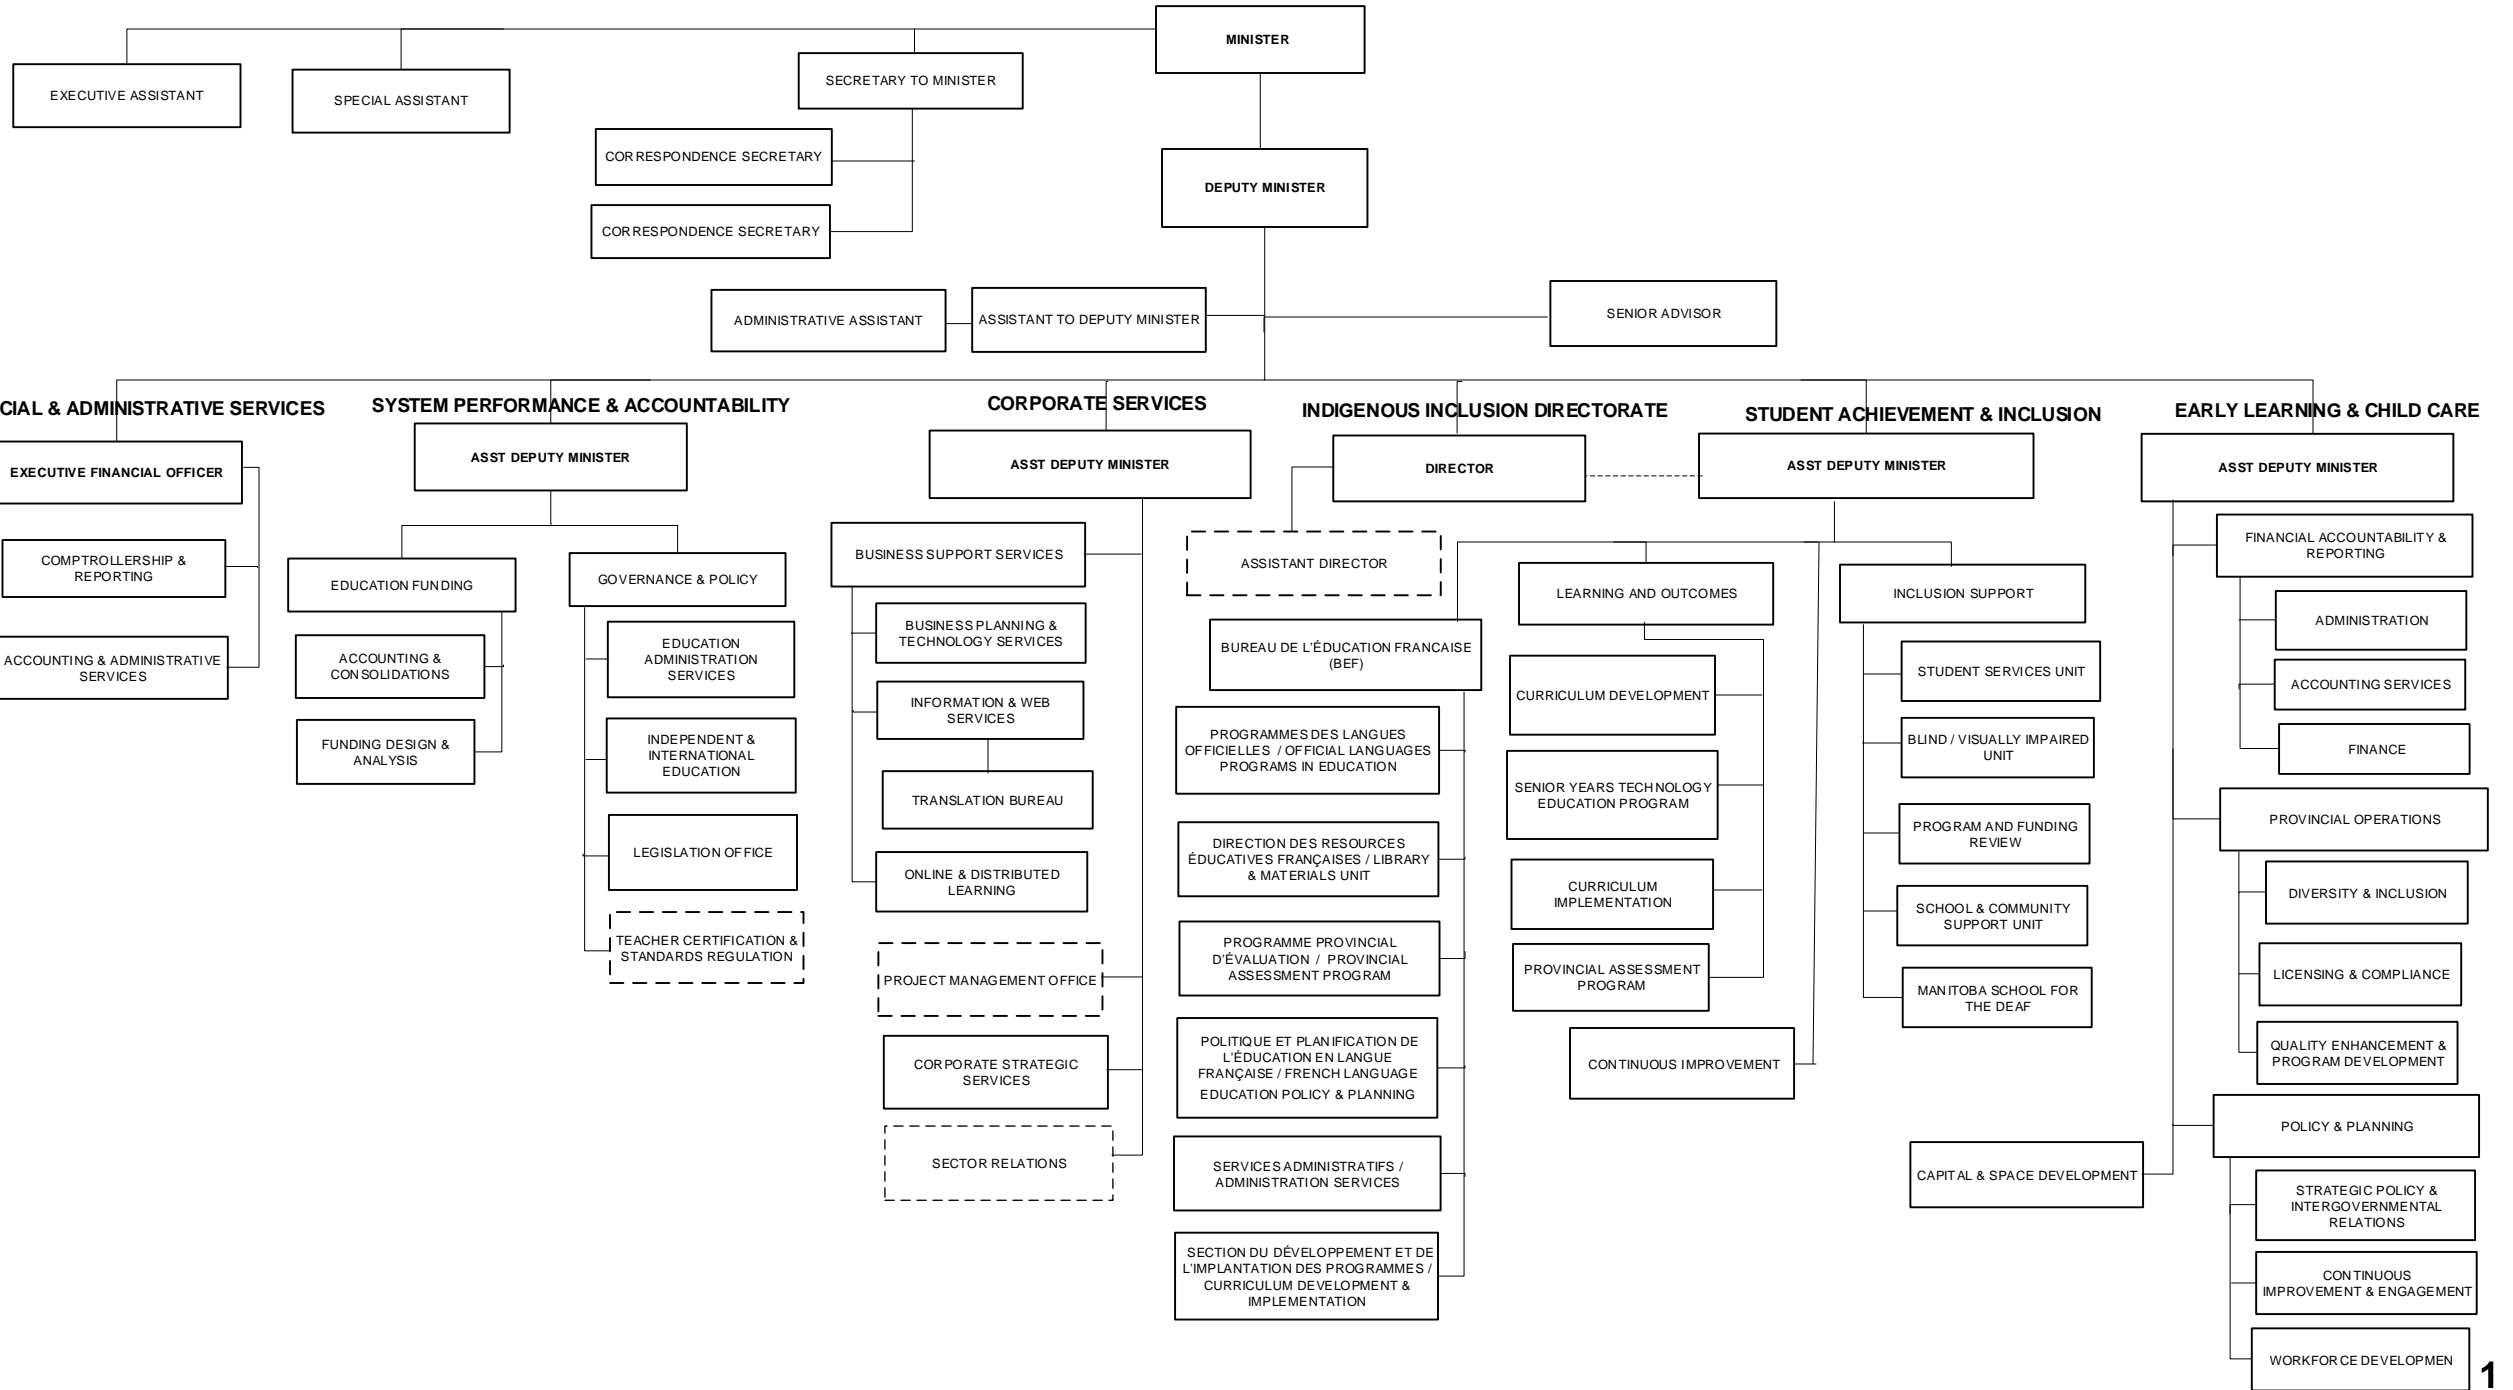 MINISTER
EXECUTIVE ASSISTANT
SPECIAL ASSISTANT
SECRETARY TO MINISTER
CORRESPONDENCE SECRETARY
CORRESPONDENCE SECRETARY
DEPUTY MINISTER
ADMINISTRATIVE ASSISTANT
ASSISTANT TO DEPUTY MINISTER
SENIOR ADVISOR
CIAL & ADMINISTRATIVE SERVICES
EXECUTIVE FINANCIAL OFFICER
COMPTROLLERSHIP &
REPORTING
ACCOUNTING & ADMINISTRATIVE
SERVICES
SYSTEM PERFORMANCE & ACCOUNTABILITY
ASST DEPUTY MINISTER
EDUCATION FUNDING
ACCOUNTING &
CONSOLIDATIONS
FUNDING DESIGN &
ANALYSIS
GOVERNANCE & POLICY
EDUCATION
ADMINISTRATION
SERVICES
INDEPENDENT &
INTERNATIONAL
EDUCATION
LEGISLATION OFFICE
TEACHER CERTIFICATION &
STANDARDS REGULATION
CORPORATE SERVICES
ASST DEPUTY MINISTER
BUSINESS SUPPORT SERVICES
BUSINESS PLANNING &
TECHNOLOGY SERVICES
INFORMATION & WEB
SERVICES
TRANSLATION BUREAU
ONLINE & DISTRIBUTED
LEARNING
PROJECT MANAGEMENT OFFICE
CORPORATE STRATEGIC
SERVICES
SECTOR RELATIONS
INDIGENOUS INCLUSION DIRECTORATE
DIRECTOR
ASSISTANT DIRECTOR
STUDENT ACHIEVEMENT & INCLUSION
ASST DEPUTY MINISTER
BUREAU DE L'ÉDUCATION FRANCAISE
(BEF)
PROGRAMMES DES LANGUES
OFFICIELLES / OFFICIAL LANGUAGES
PROGRAMS IN EDUCATION
DIRECTION DES RESOURCES
ÉDUCATIVES FRANÇAISES / LIBRARY
& MATERIALS UNIT
PROGRAMME PROVINCIAL
D'ÉVALUATION / PROVINCIAL
ASSESSMENT PROGRAM
POLITIQUE ET PLANIFICATION DE
L'ÉDUCATION EN LANGUE
FRANÇAISE / FRENCH LANGUAGE
EDUCATION POLICY & PLANNING
SERVICES ADMINISTRATIFS /
ADMINISTRATION SERVICES
SECTION DU DÉVELOPPEMENT ET DE
L'IMPLANTATION DES PROGRAMMES /
CURRICULUM DEVELOPMENT &
IMPLEMENTATION
LEARNING AND OUTCOMES
CURRICULUM DEVELOPMENT
SENIOR YEARS TECHNOLOGY
EDUCATION PROGRAM
CURRICULUM
IMPLEMENTATION
PROVINCIAL ASSESSMENT
PROGRAM
CONTINUOUS IMPROVEMENT
INCLUSION SUPPORT
STUDENT SERVICES UNIT
BLIND / VISUALLY IMPAIRED
UNIT
PROGRAM AND FUNDING
REVIEW
SCHOOL & COMMUNITY
SUPPORT UNIT
MANITOBA SCHOOL FOR
THE DEAF
EARLY LEARNING & CHILD CARE
ASST DEPUTY MINISTER
FINANCIAL ACCOUNTABILITY &
REPORTING
ADMINISTRATION
ACCOUNTING SERVICES
FINANCE
PROVINCIAL OPERATIONS
DIVERSITY & INCLUSION
LICENSING & COMPLIANCE
QUALITY ENHANCEMENT &
PROGRAM DEVELOPMENT
POLICY & PLANNING
CAPITAL & SPACE DEVELOPMENT
STRATEGIC POLICY &
INTERGOVERNMENTAL
RELATIONS
CONTINUOUS
IMPROVEMENT & ENGAGEMENT
WORKFORCE DEVELOPMEN
1